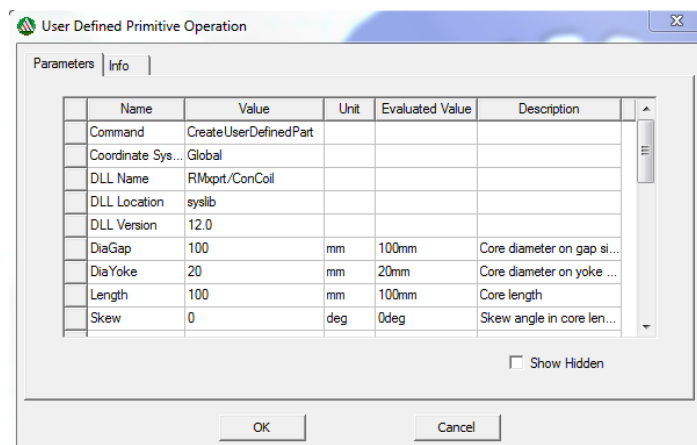 User Defined Primitive Operation
Parameters Info
Name Value Unit Evaluated Value Description
Command CreateUserDefinedPart
Coordinate Sys... Global
DLL Name RMxprt/ConCoil
DLL Location syslib
DLL Version 12.0
DiaGap 100 mm 100mm Core diameter on gap si...
DiaYoke 20 mm 20mm Core diameter on yoke ...
Length 100 mm 100mm Core length
Skew 0 deg 0deg Skew angle in core len...
Show Hidden
OK Cancel